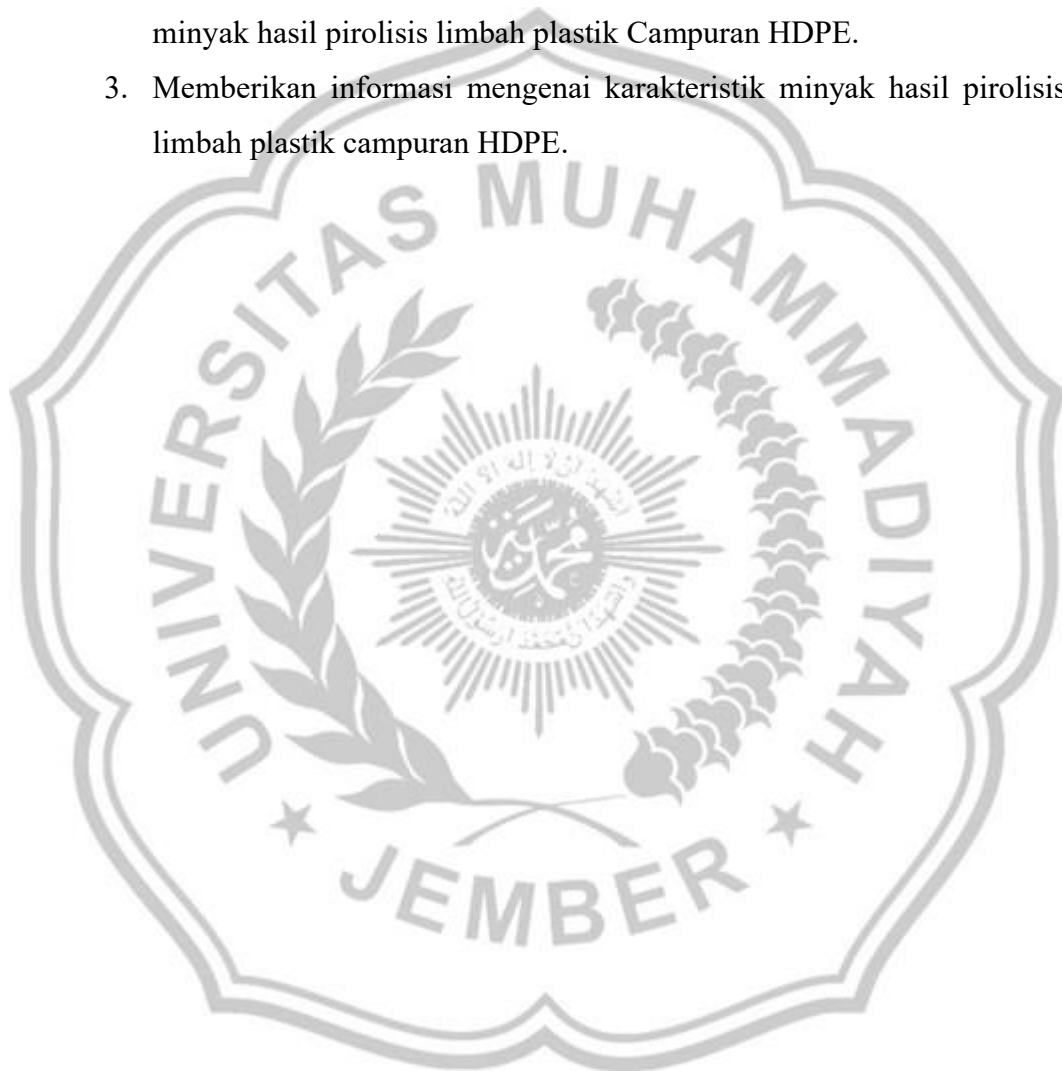 minyak hasil pirolisis limbah plastik Campuran HDPE.
3. Memberikan informasi mengenai karakteristik minyak hasil pirolisis
limbah plastik campuran HDPE.
UNIVERSITAS MUHAMMADIYAH
JEMBER